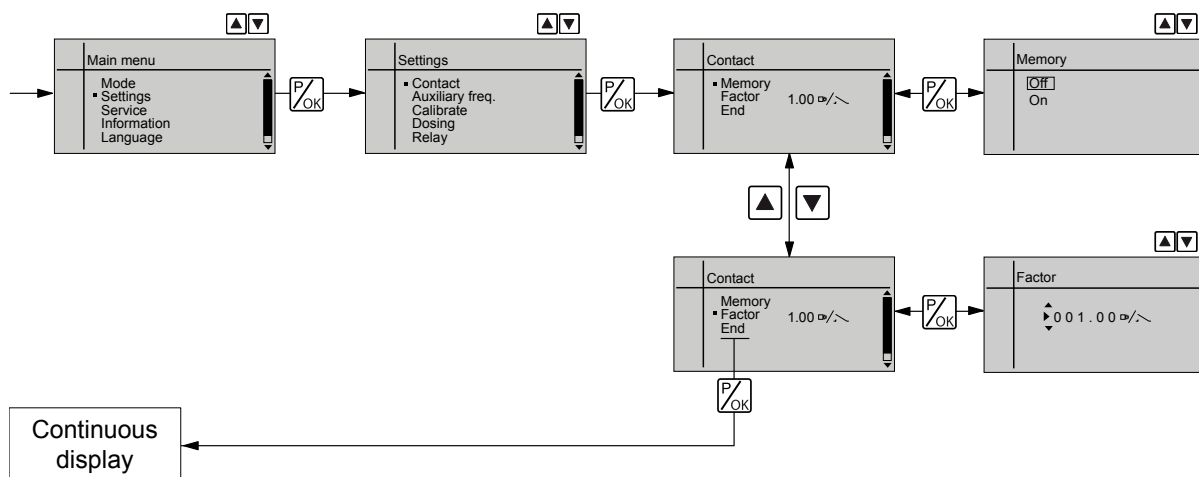 Main menu
Mode
Settings
Service
Information
Language
P/OK
Settings
Contact
Auxiliary freq.
Calibrate
Dosing
Relay
P/OK
Contact
Memory
Factor 1.00
End
P/OK
Memory
Off
On
Contact
Memory
Factor 1.00
End
P/OK
Factor
001.00
P/OK
Continuous
display